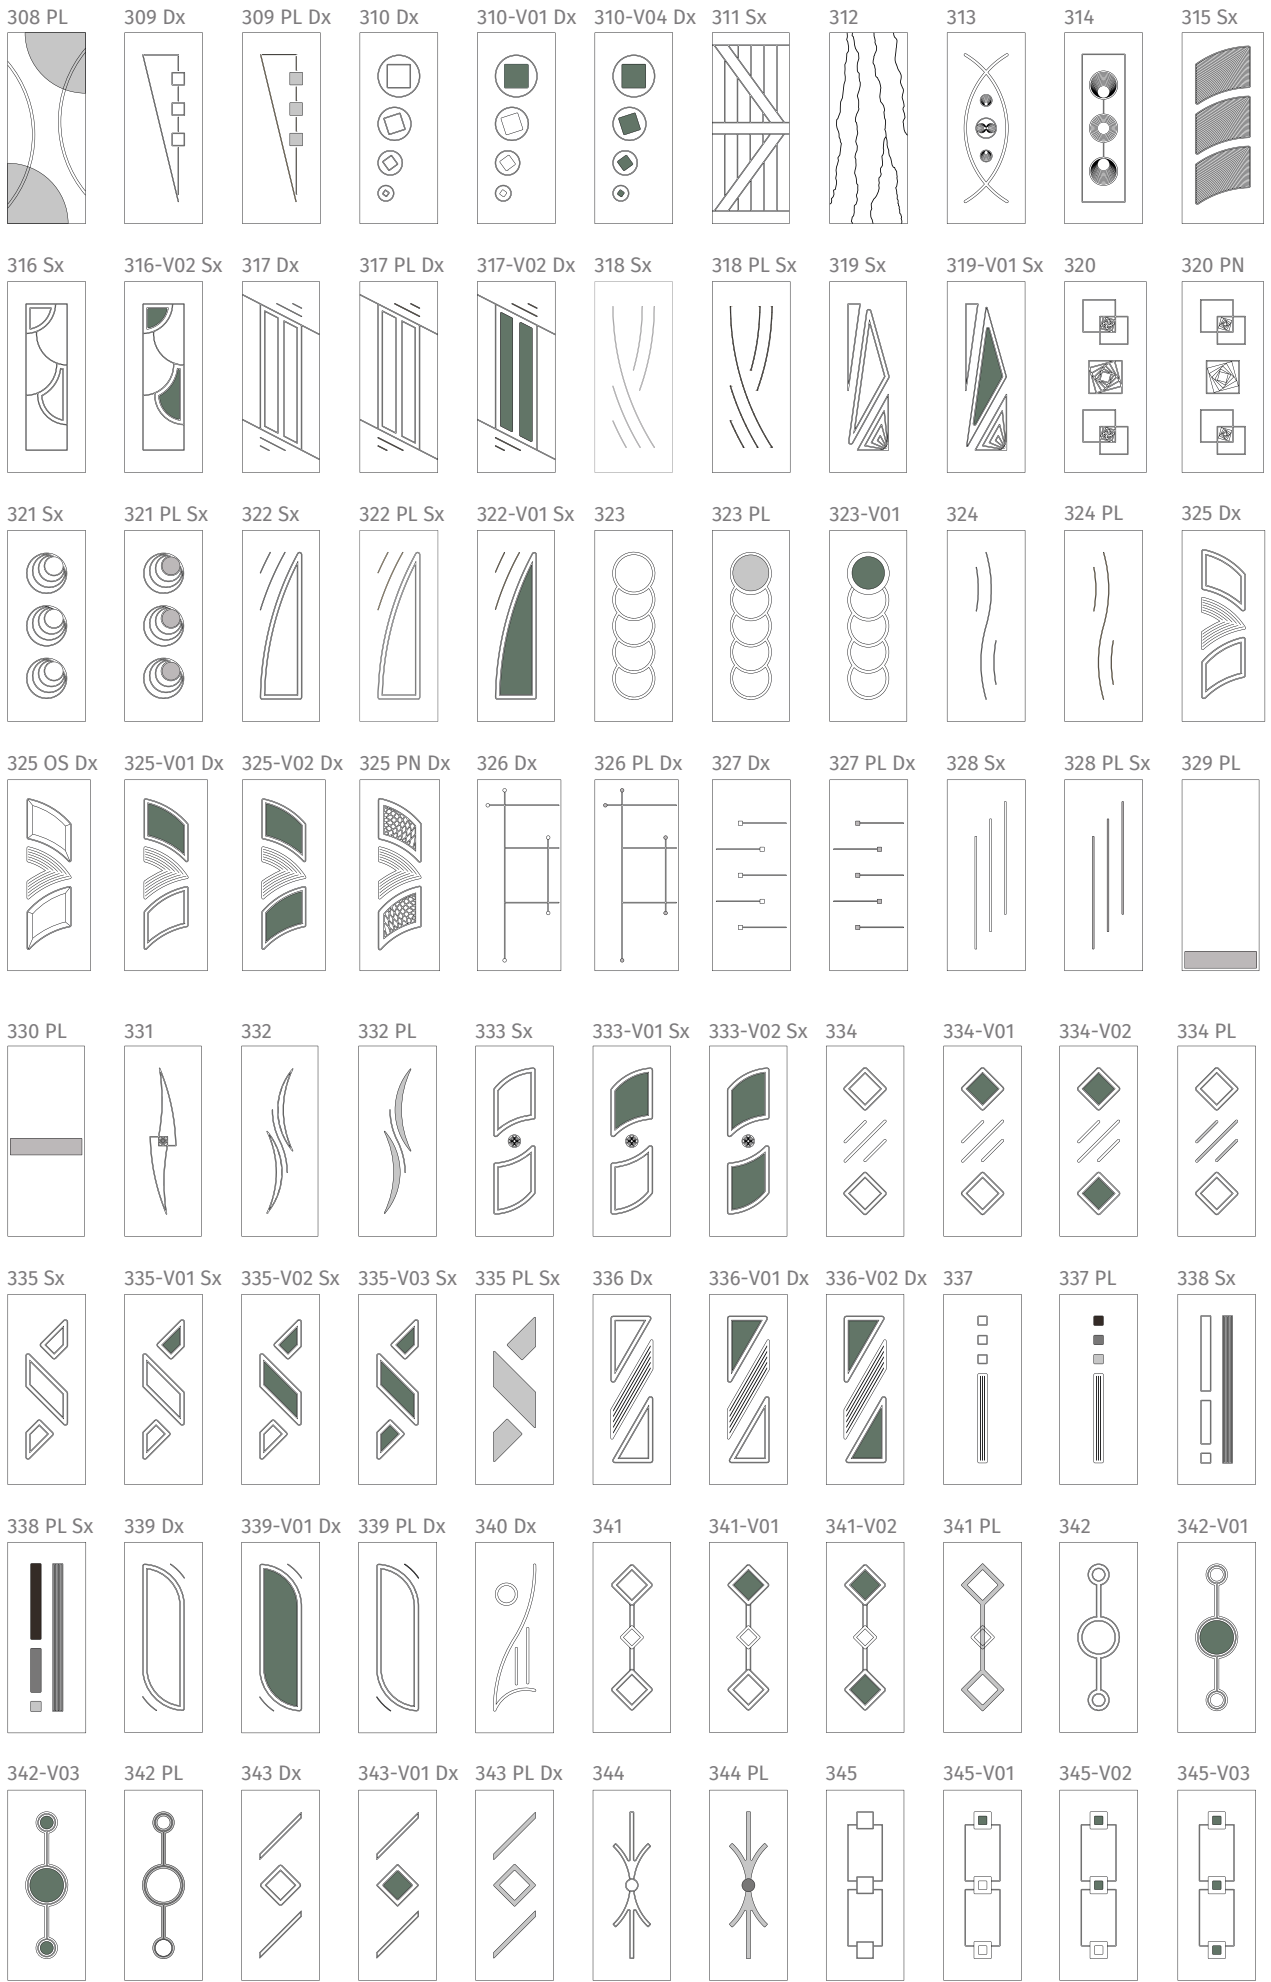 308 PL 309 Dx 309 PL Dx 310 Dx 310-V01 Dx 310-V04 Dx 311 Sx 312 313 314 315 Sx
316 Sx 316-V02 Sx 317 Dx 317 PL Dx 317-V02 Dx 318 Sx 318 PL Sx 319 Sx 319-V01 Sx 320 320 PN
321 Sx 321 PL Sx 322 Sx 322 PL Sx 322-V01 Sx 323 323 PL 323-V01 324 324 PL 325 Dx
325 OS Dx 325-V01 Dx 325-V02 Dx 325 PN Dx 326 Dx 326 PL Dx 327 Dx 327 PL Dx 328 Sx 328 PL Sx 329 PL
330 PL 331 332 332 PL 333 Sx 333-V01 Sx 333-V02 Sx 334 334-V01 334-V02 334 PL
335 Sx 335-V01 Sx 335-V02 Sx 335-V03 Sx 335 PL Sx 336 Dx 336-V01 Dx 336-V02 Dx 337 337 PL 338 Sx
338 PL Sx 339 Dx 339-V01 Dx 339 PL Dx 340 Dx 341 341-V01 341-V02 341 PL 342 342-V01
342-V03 342 PL 343 Dx 343-V01 Dx 343 PL Dx 344 344 PL 345 345-V01 345-V02 345-V03